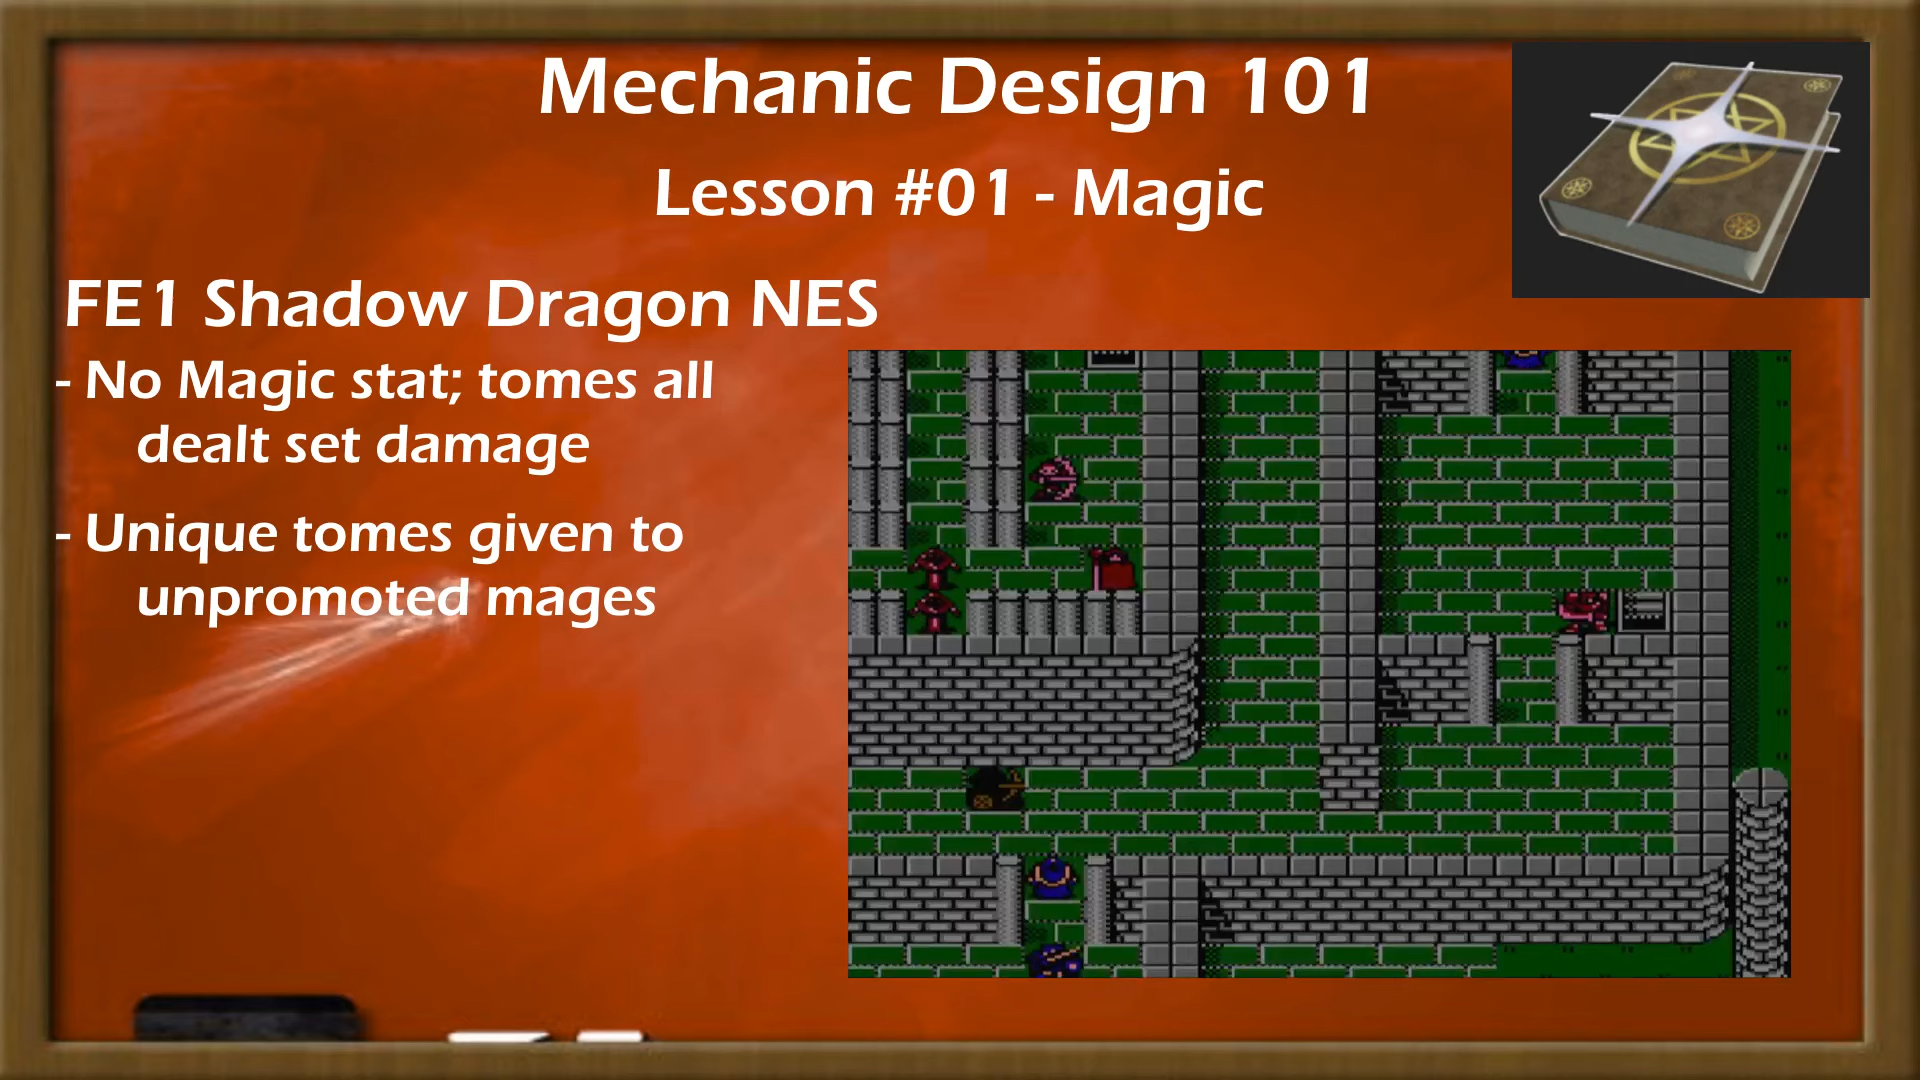 Mechanic Design 101
Lesson #01 - Magic
FE1 Shadow Dragon NES
- No Magic stat; tomes all
dealt set damage
- Unique tomes given to
unpromoted mages